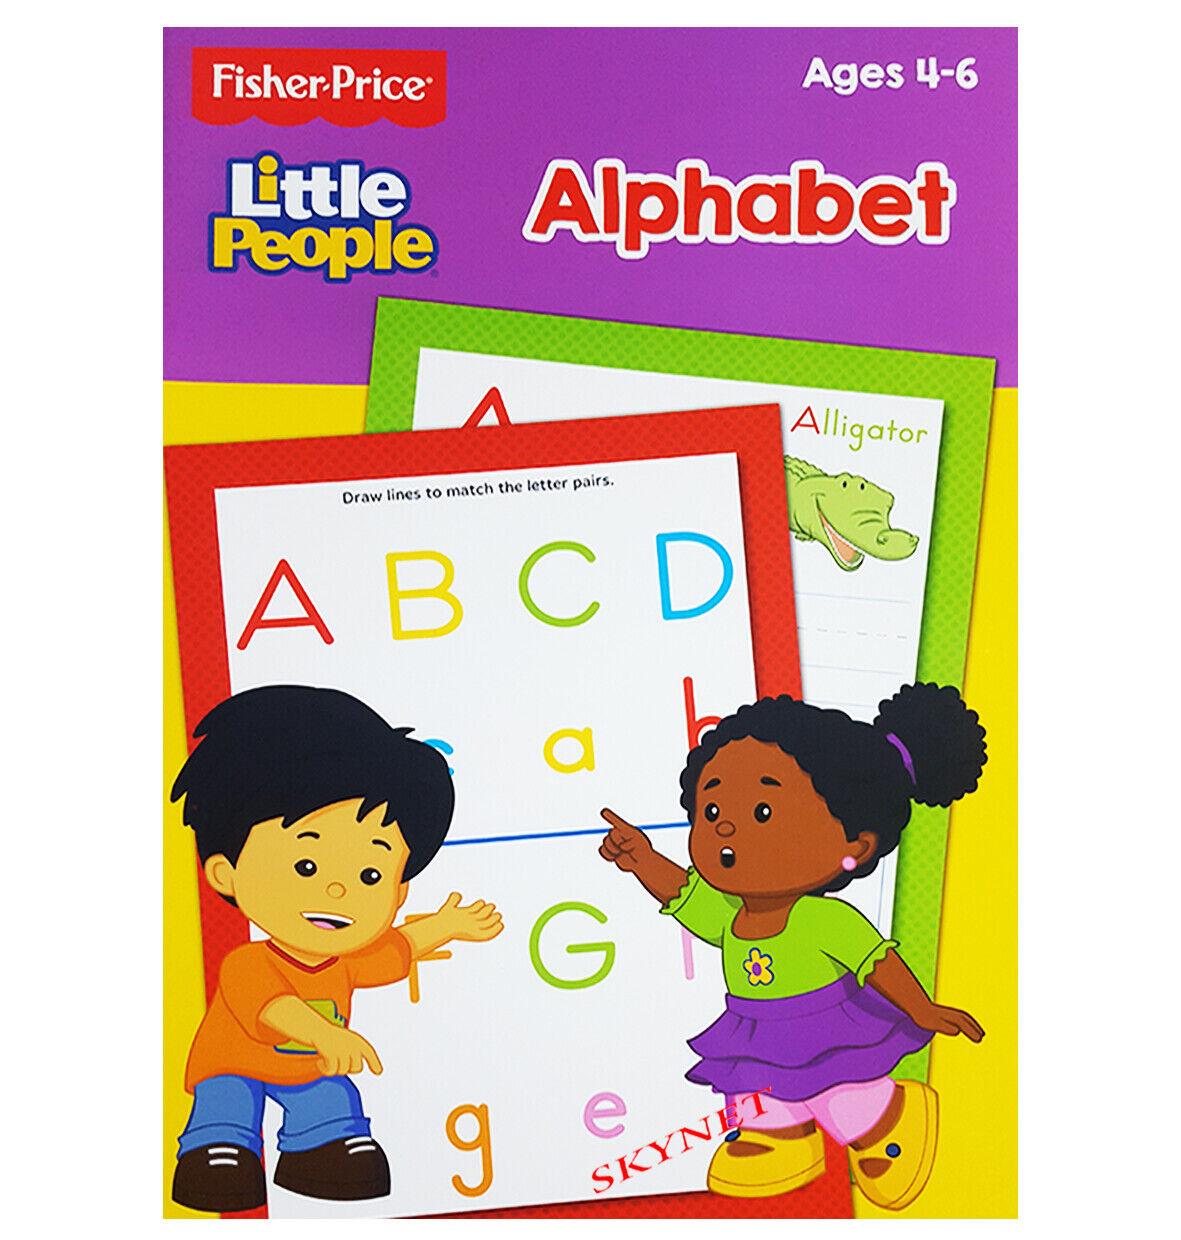 Fisher-Price®
Ages 4-6
Little
People®
Alphabet
A
Alligator
Draw lines to match the letter pairs.
A B C D
c a b
F G
g e
SKYNET